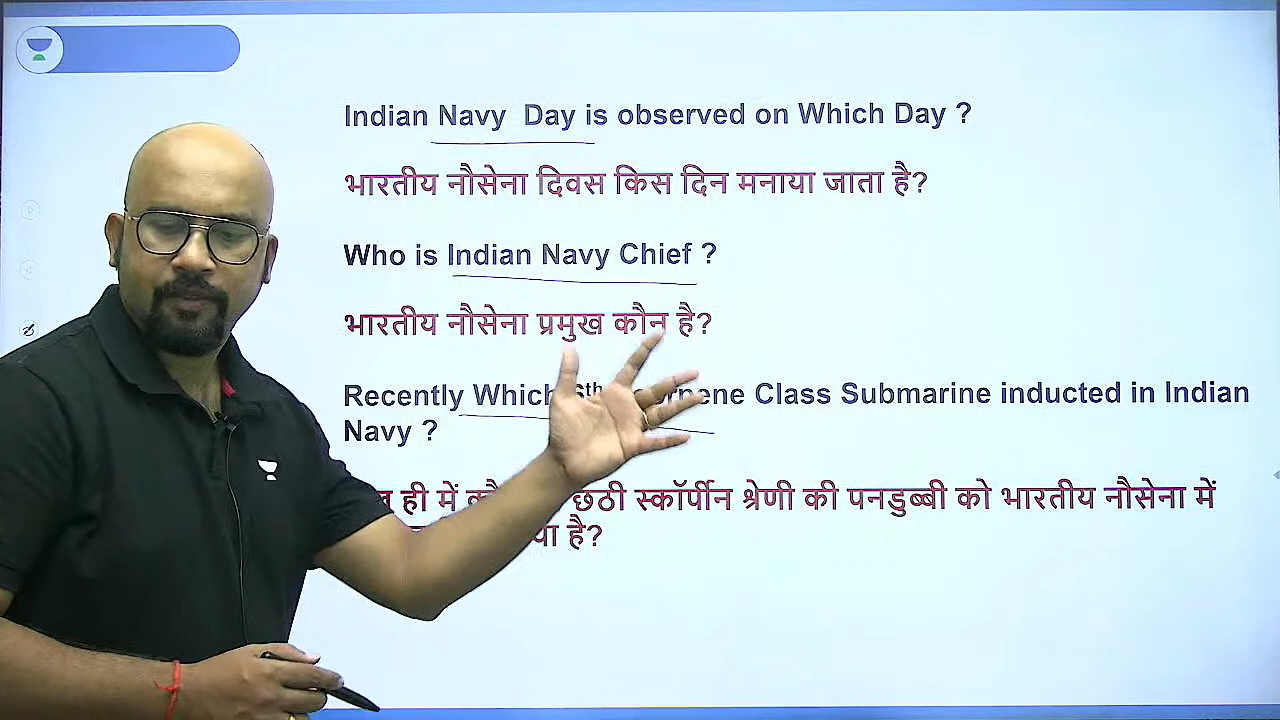 Indian Navy Day is observed on Which Day ?
भारतीय नौसेना दिवस किस दिन मनाया जाता है?
Who is Indian Navy Chief ?
भारतीय नौसेना प्रमुख कौन है?
Recently Which Class Submarine inducted in Indian
Navy ?
ही में छठी स्कॉर्पीन श्रेणी की पनडुब्बी को भारतीय नौसेना में
है?